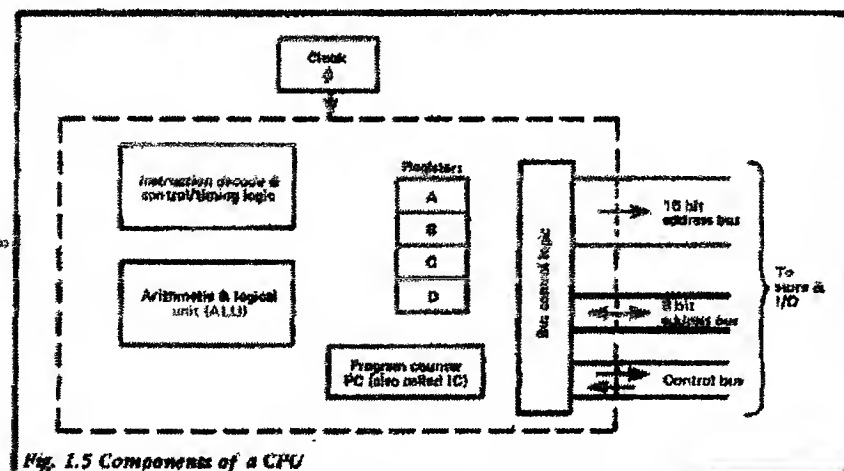 Clock
φ
Instruction decode &
control/timing logic
Registers
A
B
C
D
Arithmetic & logical
unit (ALU)
Program counter
PC (also called IC)
Bus control logic
16 bit
address bus
8 bit
address bus
Control bus
To
store &
I/O
Fig. 1.5 Components of a CPU